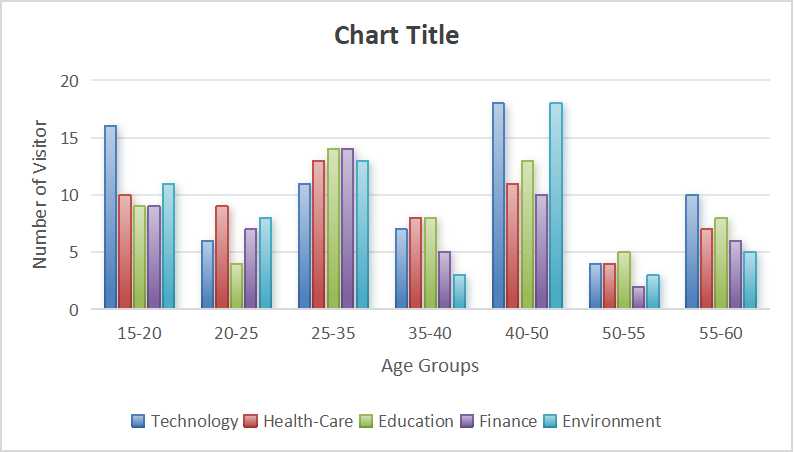 Chart Title
Number of Visitor
20
15
10
5
0
15-20 20-25 25-35 35-40 40-50 50-55 55-60
Age Groups
Technology Health-Care Education Finance Environment